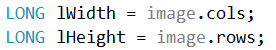 LONG lWidth = image.cols;
LONG lHeight = image.rows;